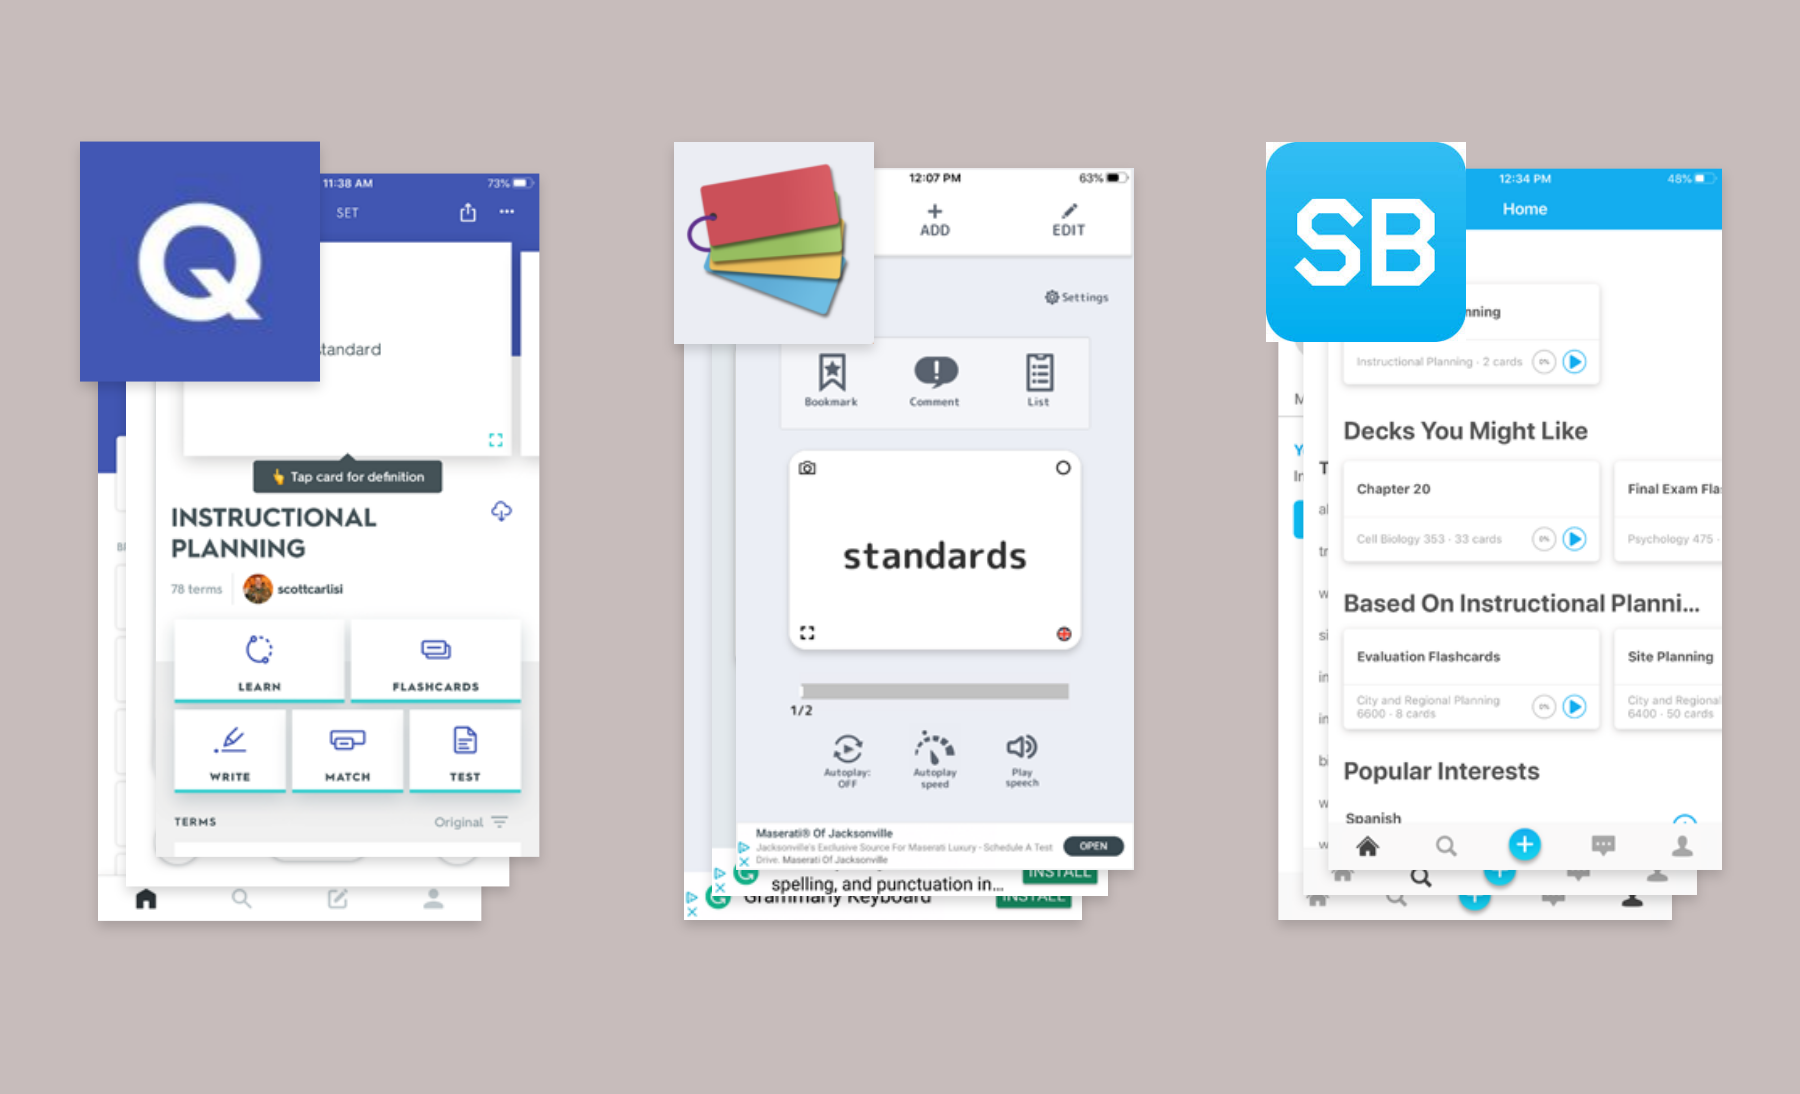 Q
11:38 AM
73%
SET
standard
Tap card for definition
INSTRUCTIONAL
PLANNING
78 terms
scottcarlisi
LEARN
FLASHCARDS
WRITE
MATCH
TEST
TERMS
Original
12:07 PM
63%
ADD
EDIT
Settings
Bookmark
Comment
List
standards
1/2
Autoplay:
OFF
Autoplay
speed
Play
speech
Maserati® Of Jacksonville
Jacksonville's Exclusive Source For Maserati Luxury - Schedule A Test
Drive. Maserati Of Jacksonville
OPEN
spelling, and punctuation in...
INSTALL
Grammarly Keyboard
INSTALL
SB
12:34 PM
48%
Home
nning
Instructional Planning · 2 cards
0%
Decks You Might Like
Chapter 20
Cell Biology 353 · 33 cards
0%
Final Exam Fla
Psychology 475 ·
Based On Instructional Planni...
Evaluation Flashcards
City and Regional Planning
6600 · 8 cards
0%
Site Planning
City and Regional
6400 · 50 cards
Popular Interests
Spanish